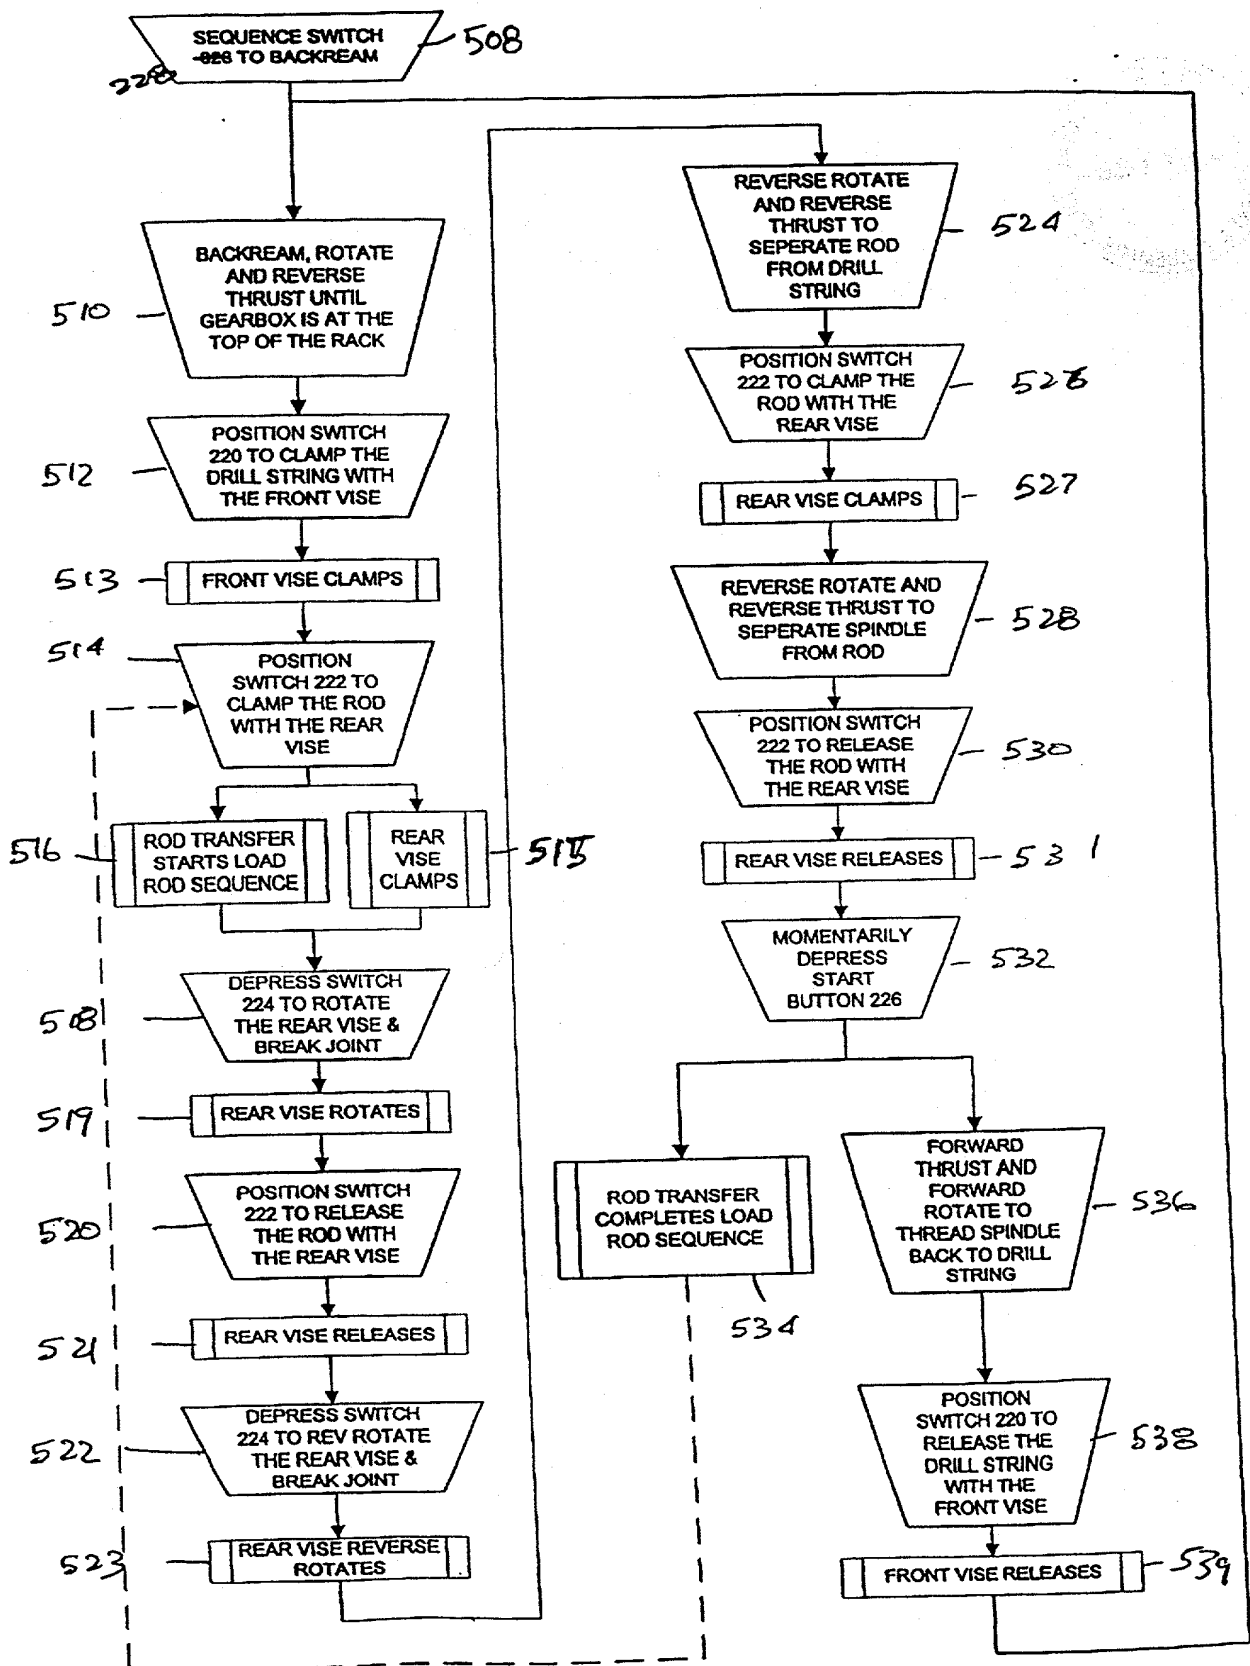 SEQUENCE SWITCH
-828 TO BACKREAM
228
508
BACKREAM, ROTATE
AND REVERSE
THRUST UNTIL
GEARBOX IS AT THE
TOP OF THE RACK
510
POSITION SWITCH
220 TO CLAMP THE
DRILL STRING WITH
THE FRONT VISE
512
FRONT VISE CLAMPS
513
514
POSITION
SWITCH 222 TO
CLAMP THE ROD
WITH THE REAR
VISE
516
ROD TRANSFER
STARTS LOAD
ROD SEQUENCE
REAR
VISE
CLAMPS
515
DEPRESS SWITCH
224 TO ROTATE
THE REAR VISE &
BREAK JOINT
518
REAR VISE ROTATES
519
POSITION SWITCH
222 TO RELEASE
THE ROD WITH
THE REAR VISE
520
REAR VISE RELEASES
521
DEPRESS SWITCH
224 TO REV ROTATE
THE REAR VISE &
BREAK JOINT
522
REAR VISE REVERSE
ROTATES
523
REVERSE ROTATE
AND REVERSE
THRUST TO
SEPERATE ROD
FROM DRILL
STRING
524
POSITION SWITCH
222 TO CLAMP THE
ROD WITH THE
REAR VISE
526
REAR VISE CLAMPS
527
REVERSE ROTATE AND
REVERSE THRUST TO
SEPERATE SPINDLE
FROM ROD
528
POSITION SWITCH
222 TO RELEASE
THE ROD WITH
THE REAR VISE
530
REAR VISE RELEASES
531
MOMENTARILY
DEPRESS
START
BUTTON 226
532
ROD TRANSFER
COMPLETES LOAD
ROD SEQUENCE
534
FORWARD
THRUST AND
FORWARD
ROTATE TO
THREAD SPINDLE
BACK TO DRILL
STRING
536
POSITION
SWITCH 220 TO
RELEASE THE
DRILL STRING
WITH THE
FRONT VISE
538
FRONT VISE RELEASES
539